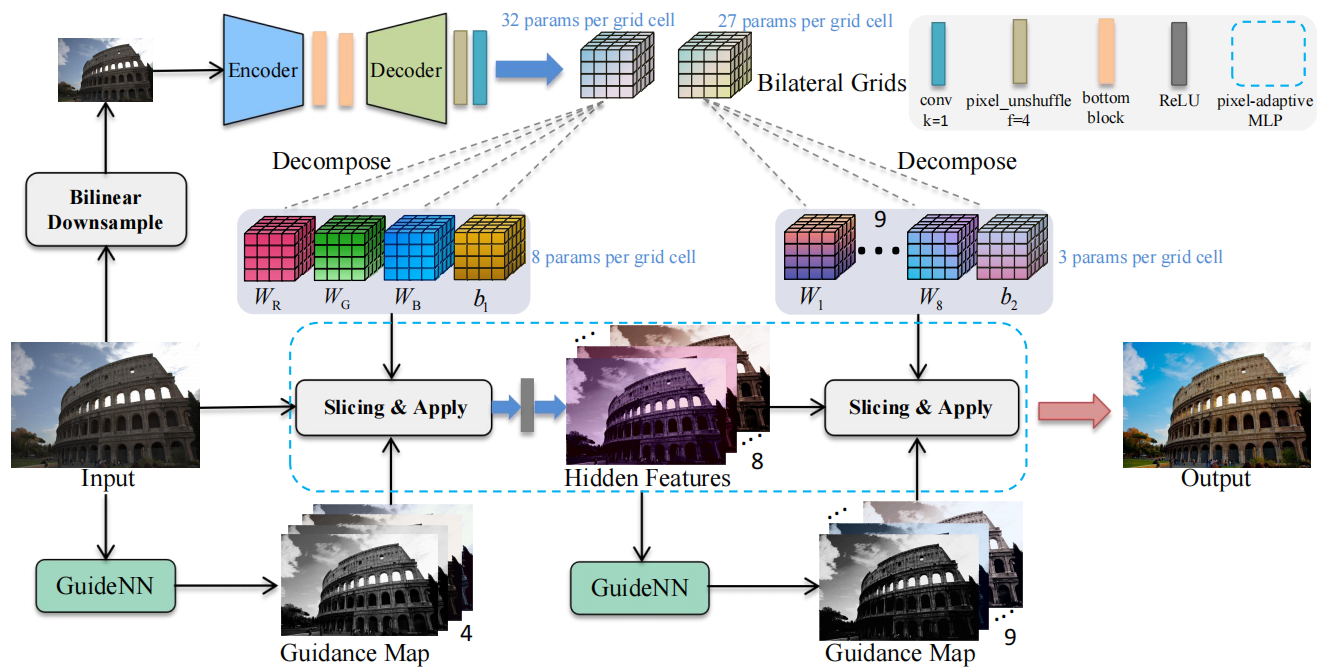 32 params per grid cell
27 params per grid cell
Encoder
Decoder
Bilateral Grids
conv
k=1
pixel_unshuffle
f=4
bottom
block
ReLU
pixel-adaptive
MLP
Decompose
Decompose
Bilinear
Downsample
9
8 params per grid cell
3 params per grid cell
W_R
W_G
W_B
b_1
W_1
W_8
b_2
Slicing & Apply
Slicing & Apply
8
Input
Hidden Features
Output
GuideNN
GuideNN
4
9
Guidance Map
Guidance Map